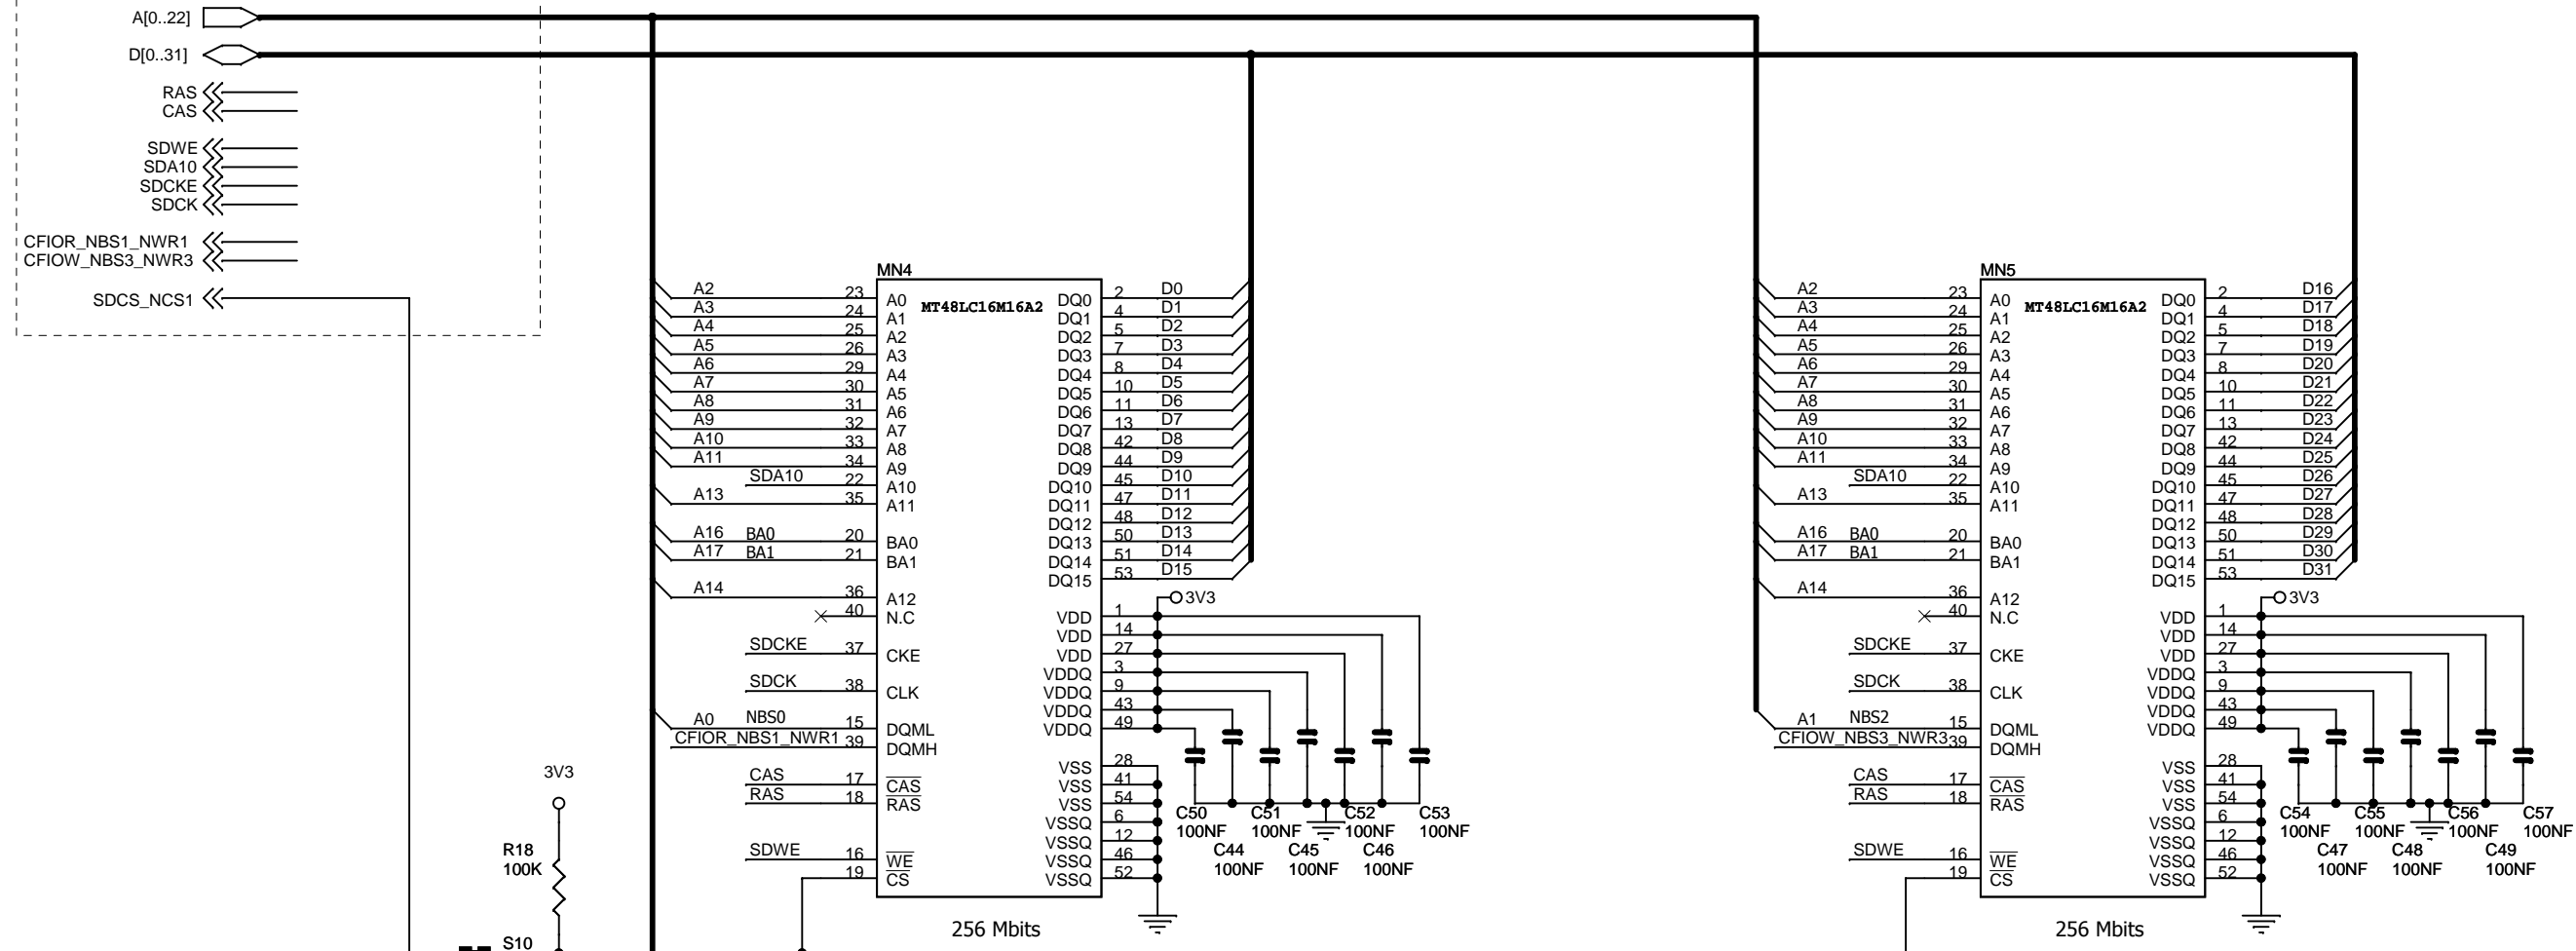 A[0..22]
D[0..31]
RAS
CAS
SDWE
SDA10
SDCKE
SDCK
CFIOR_NBS1_NWR1
CFIOW_NBS3_NWR3
SDCS_NCS1
3V3
R18
100K
S10
MN4
MT48LC16M16A2
A2 23 A0 DQ0 2 D0
A3 24 A1 DQ1 4 D1
A4 25 A2 DQ2 5 D2
A5 26 A3 DQ3 7 D3
A6 29 A4 DQ4 8 D4
A7 30 A5 DQ5 10 D5
A8 31 A6 DQ6 11 D6
A9 32 A7 DQ7 13 D7
A10 33 A8 DQ8 42 D8
A11 34 A9 DQ9 44 D9
SDA10 22 A10 DQ10 45 D10
A13 35 A11 DQ11 47 D11
DQ12 48 D12
A16 BA0 20 BA0 DQ13 50 D13
A17 BA1 21 BA1 DQ14 51 D14
DQ15 53 D15
A14 36 A12
3V3
40 N.C VDD 1
VDD 14
SDCKE 37 CKE VDD 27
VDDQ 3
SDCK 38 CLK VDDQ 9
VDDQ 43
A0 NBS0 15 DQML VDDQ 49
CFIOR_NBS1_NWR1 39 DQMH
VSS 28
CAS 17 CAS VSS 41
RAS 18 RAS VSS 54
VSSQ 6
VSSQ 12
SDWE 16 WE VSSQ 46
19 CS VSSQ 52
C50 C51 C52 C53
100NF 100NF 100NF 100NF
C44 C45 C46
100NF 100NF 100NF
256 Mbits
MN5
MT48LC16M16A2
A2 23 A0 DQ0 2 D16
A3 24 A1 DQ1 4 D17
A4 25 A2 DQ2 5 D18
A5 26 A3 DQ3 7 D19
A6 29 A4 DQ4 8 D20
A7 30 A5 DQ5 10 D21
A8 31 A6 DQ6 11 D22
A9 32 A7 DQ7 13 D23
A10 33 A8 DQ8 42 D24
A11 34 A9 DQ9 44 D25
SDA10 22 A10 DQ10 45 D26
A13 35 A11 DQ11 47 D27
DQ12 48 D28
A16 BA0 20 BA0 DQ13 50 D29
A17 BA1 21 BA1 DQ14 51 D30
DQ15 53 D31
A14 36 A12
3V3
40 N.C VDD 1
VDD 14
SDCKE 37 CKE VDD 27
VDDQ 3
SDCK 38 CLK VDDQ 9
VDDQ 43
A1 NBS2 15 DQML VDDQ 49
CFIOW_NBS3_NWR3 39 DQMH
VSS 28
CAS 17 CAS VSS 41
RAS 18 RAS VSS 54
VSSQ 6
VSSQ 12
SDWE 16 WE VSSQ 46
19 CS VSSQ 52
C54 C55 C56 C57
100NF 100NF 100NF 100NF
C47 C48 C49
100NF 100NF 100NF
256 Mbits